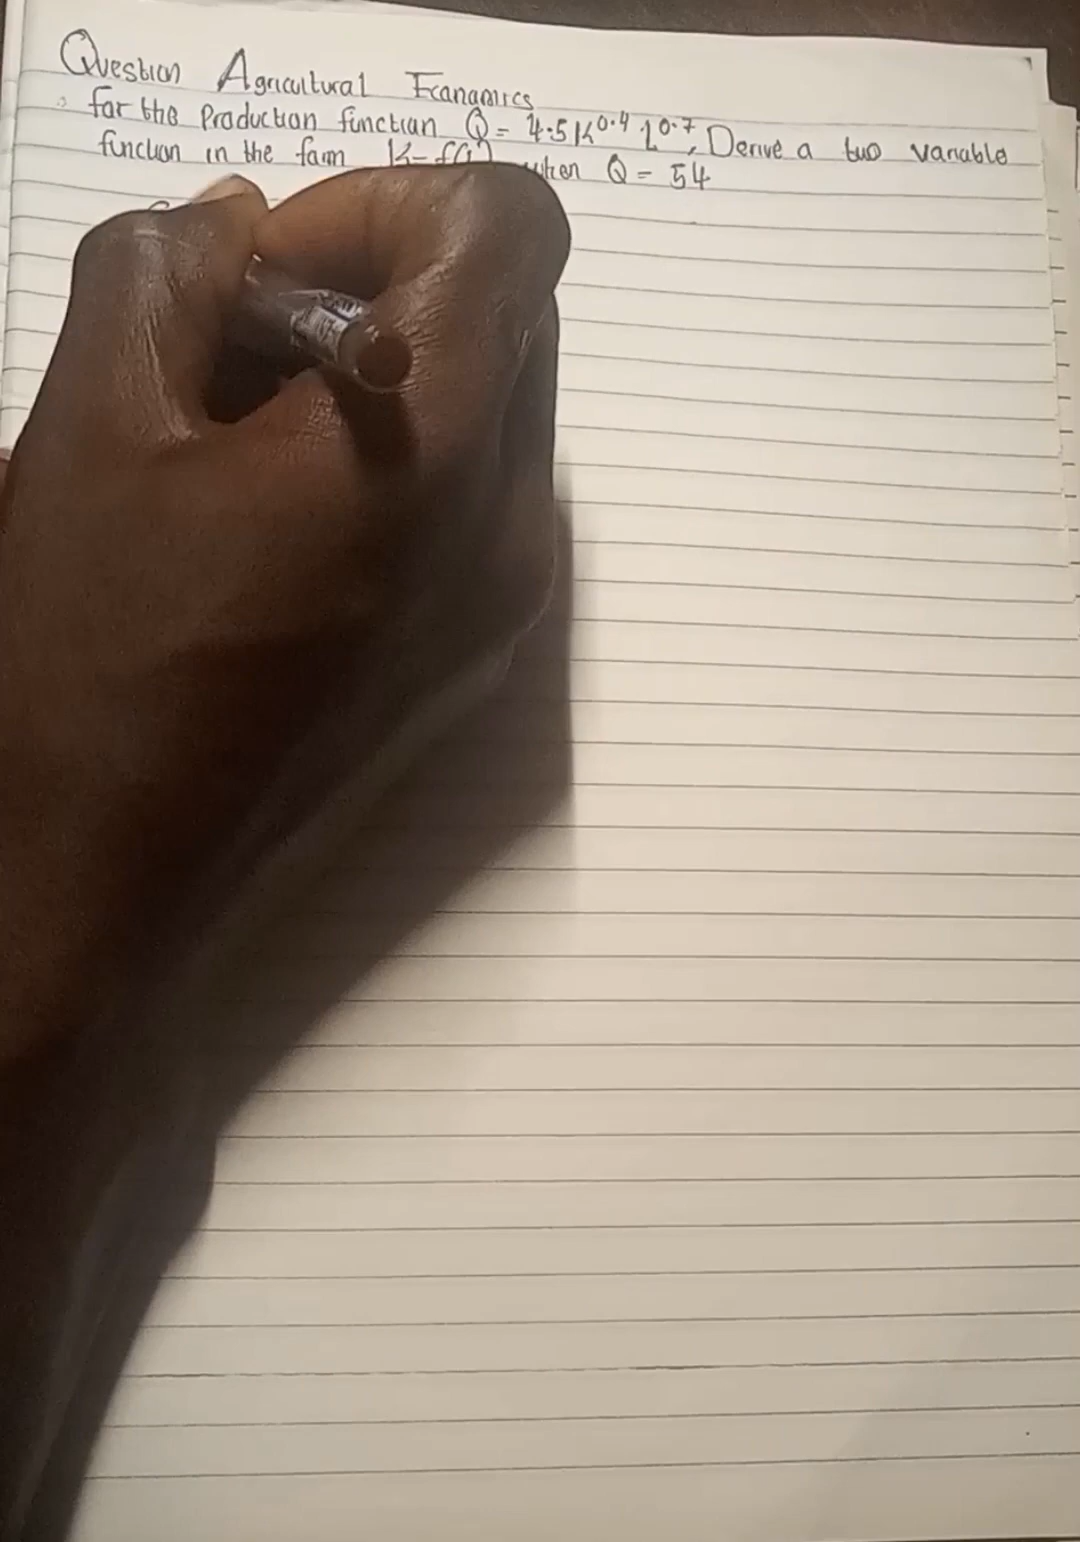 Question Agricultural Economics
for the Production function Q = 4.5K^0.4 L^0.7, Derive a two variable
function in the form K= f( when Q = 54